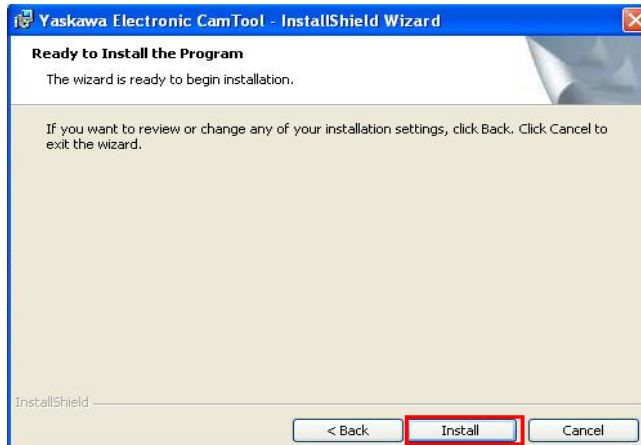 Yaskawa Electronic CamTool - InstallShield Wizard
Ready to Install the Program
The wizard is ready to begin installation.
If you want to review or change any of your installation settings, click Back. Click Cancel to
exit the wizard.
InstallShield
< Back Install Cancel